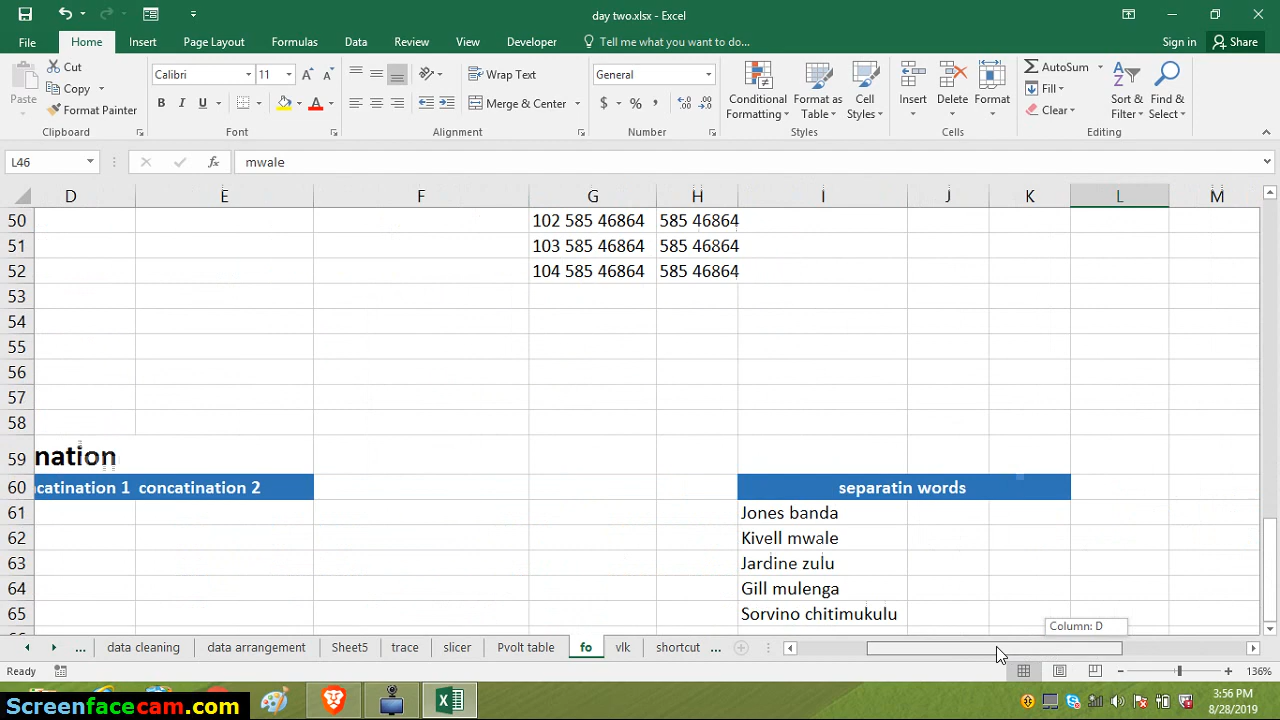 day two.xlsx - Excel
File Home Insert Page Layout Formulas Data Review View Developer Tell me what you want to do... Sign in Share
Paste Cut Copy Format Painter
Clipboard
Calibri 11
B I U A
Font
Wrap Text
Merge & Center
Alignment
General
$ % ,
Number
Conditional Formatting
Format as Table
Cell Styles
Styles
Insert Delete Format
Cells
AutoSum
Fill
Clear
Sort & Filter
Find & Select
Editing
L46 fx mwale
D E F G H I J K L M
50 102 585 46864 585 46864
51 103 585 46864 585 46864
52 104 585 46864 585 46864
53
54
55
56
57
58
59 nation
60 catination 1 concatination 2 separatin words
61 Jones banda
62 Kivell mwale
63 Jardine zulu
64 Gill mulenga
65 Sorvino chitimukulu
Column: D
... data cleaning data arrangement Sheet5 trace slicer Pvolt table fo vlk shortcut ...
Ready 136%
Screenfacecam.com
3:56 PM
8/28/2019